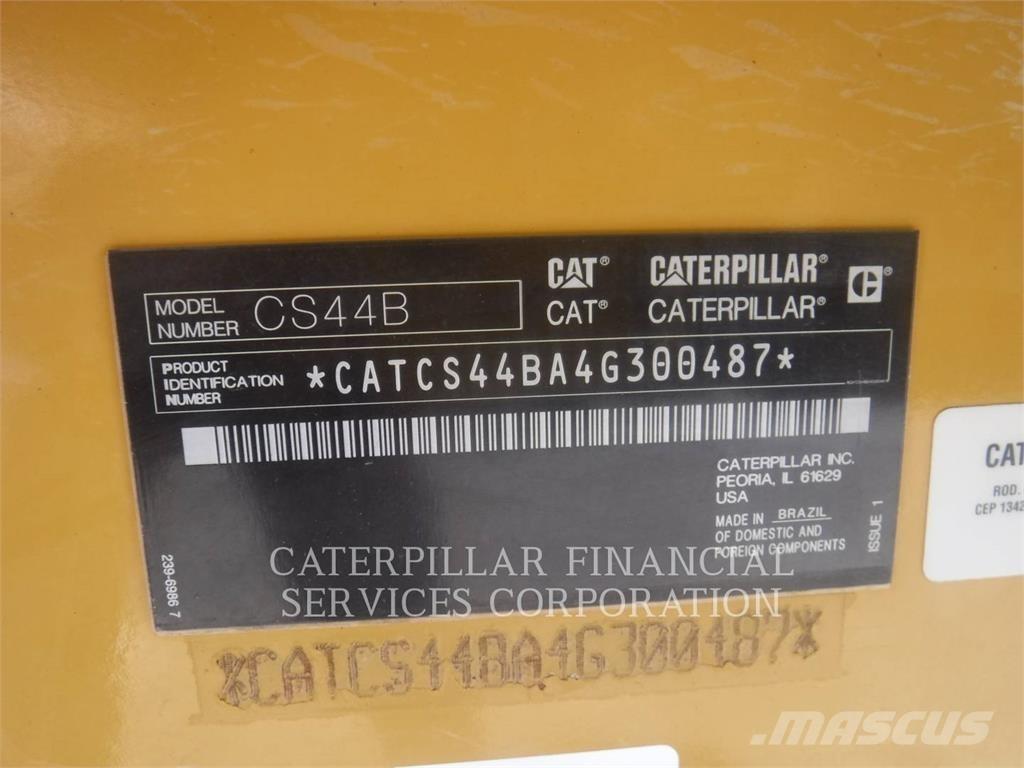 MODEL NUMBER CS44B
CAT® CATERPILLAR® C®
CAT® CATERPILLAR®
PRODUCT IDENTIFICATION NUMBER *CATCS44BA4G300487*
CATERPILLAR INC.
PEORIA, IL 61629
USA
MADE IN BRAZIL
OF DOMESTIC AND
FOREIGN COMPONENTS
ISSUE 1
239-6986 7
CATERPILLAR FINANCIAL
SERVICES CORPORATION
*CATCS44BA4G300487*
CAT
ROD.
CEP 1342
MASCUS